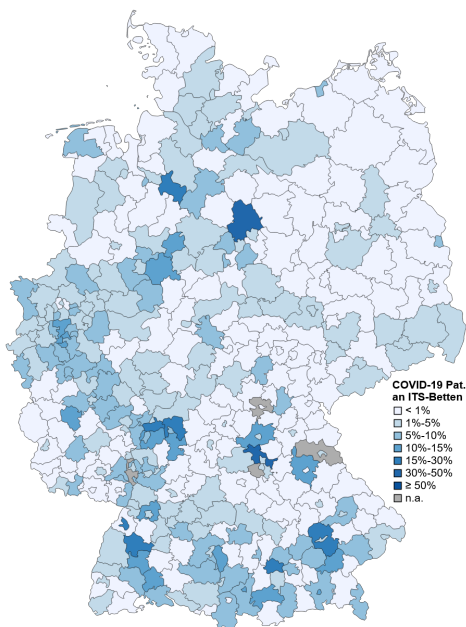 COVID-19 Pat.
an ITS-Betten
< 1%
1%-5%
5%-10%
10%-15%
15%-30%
30%-50%
≥ 50%
n.a.